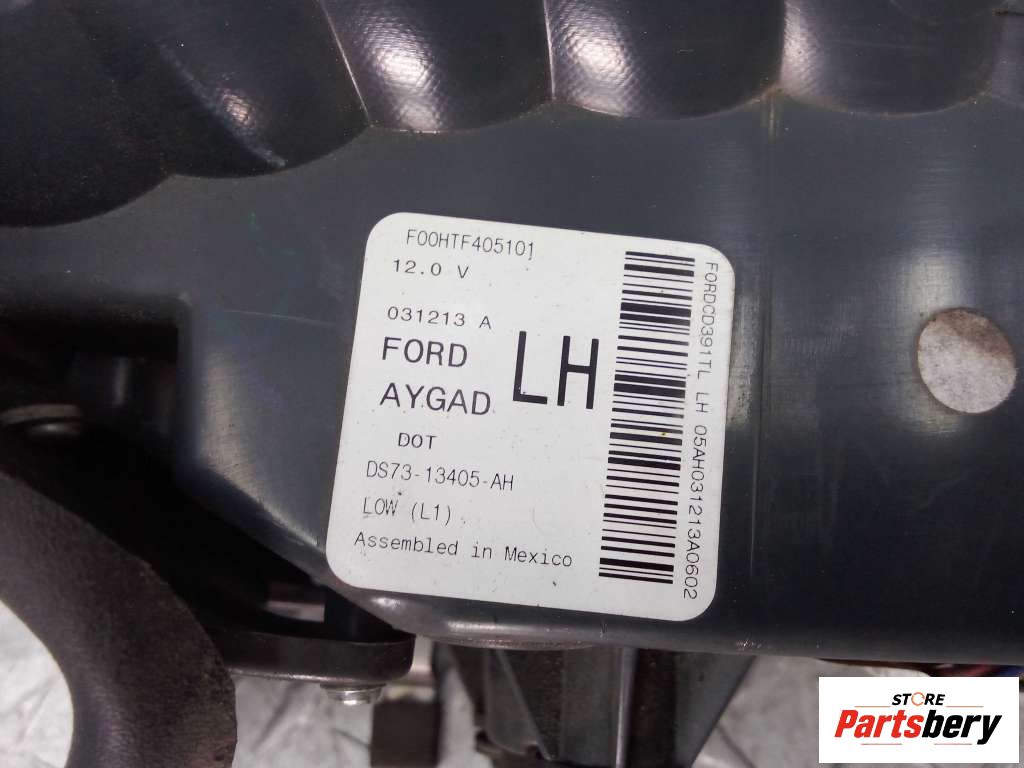 F00HTF405101
12.0 V
031213 A
FORD
LH
AYGAD
DOT
DS73-13405-AH
LOW (L1)
Assembled in Mexico
FORDCD391TL LH 05AH031213A0602
STORE
Partsbery